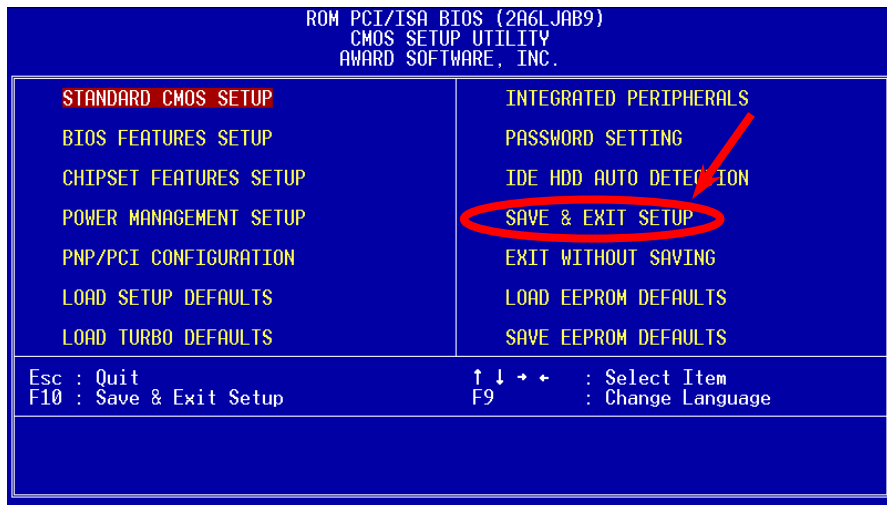 ROM PCI/ISA BIOS (2A6LJAB9)
CMOS SETUP UTILITY
AWARD SOFTWARE, INC.
STANDARD CMOS SETUP
BIOS FEATURES SETUP
CHIPSET FEATURES SETUP
POWER MANAGEMENT SETUP
PNP/PCI CONFIGURATION
LOAD SETUP DEFAULTS
LOAD TURBO DEFAULTS
INTEGRATED PERIPHERALS
PASSWORD SETTING
IDE HDD AUTO DETECTION
SAVE & EXIT SETUP
EXIT WITHOUT SAVING
LOAD EEPROM DEFAULTS
SAVE EEPROM DEFAULTS
Esc : Quit
F10 : Save & Exit Setup
↑ ↓ → ← : Select Item
F9 : Change Language